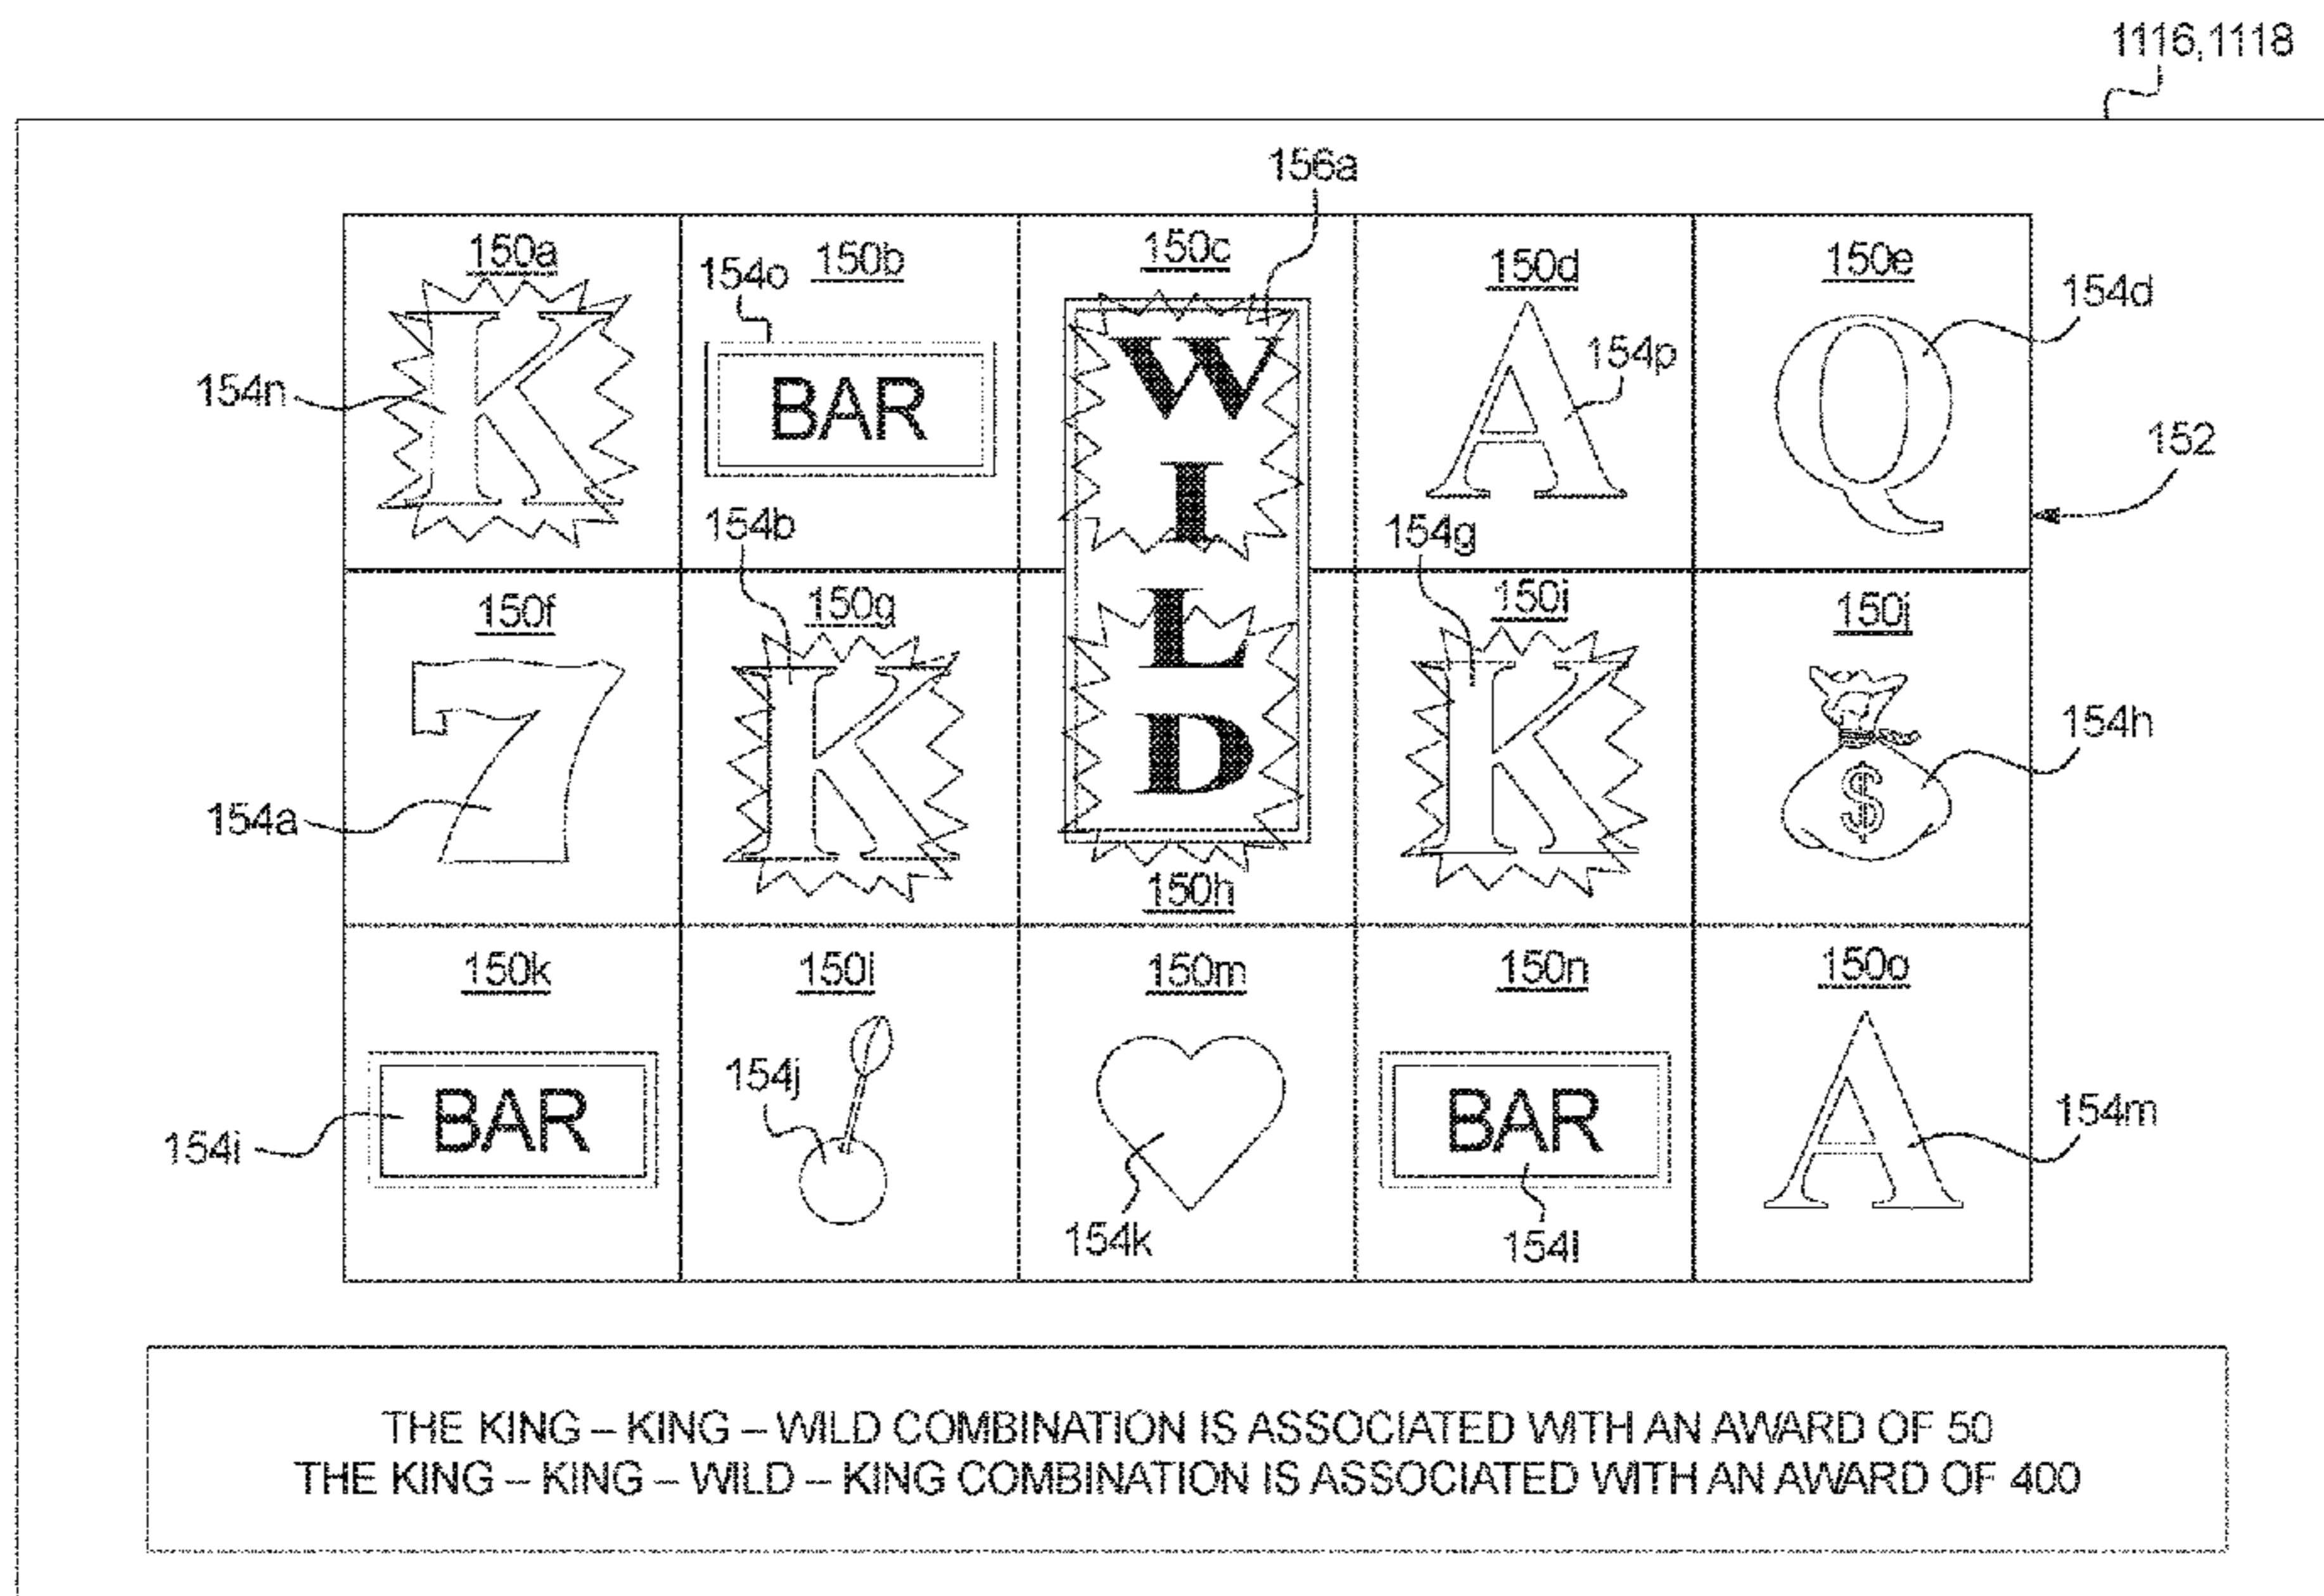 1116,1118
156a
150a
154o
150b
150c
150d
150e
154d
154n
K
BAR
W
I
L
D
A
154p
Q
152
154b
154g
150f
150g
150i
150j
7
K
K
$
154h
154a
150h
150k
150l
150m
150n
150o
154j
BAR
BAR
A
154m
154i
154k
154l
THE KING – KING – WILD COMBINATION IS ASSOCIATED WITH AN AWARD OF 50
THE KING – KING – WILD – KING COMBINATION IS ASSOCIATED WITH AN AWARD OF 400